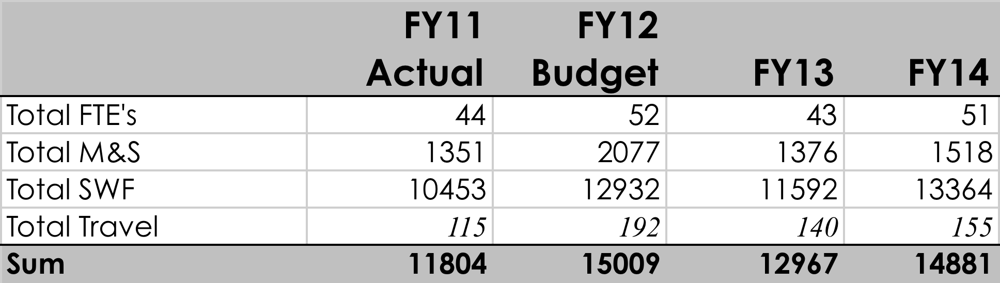 FY11 Actual FY12 Budget FY13 FY14
Total FTE's 44 52 43 51
Total M&S 1351 2077 1376 1518
Total SWF 10453 12932 11592 13364
Total Travel 115 192 140 155
Sum 11804 15009 12967 14881